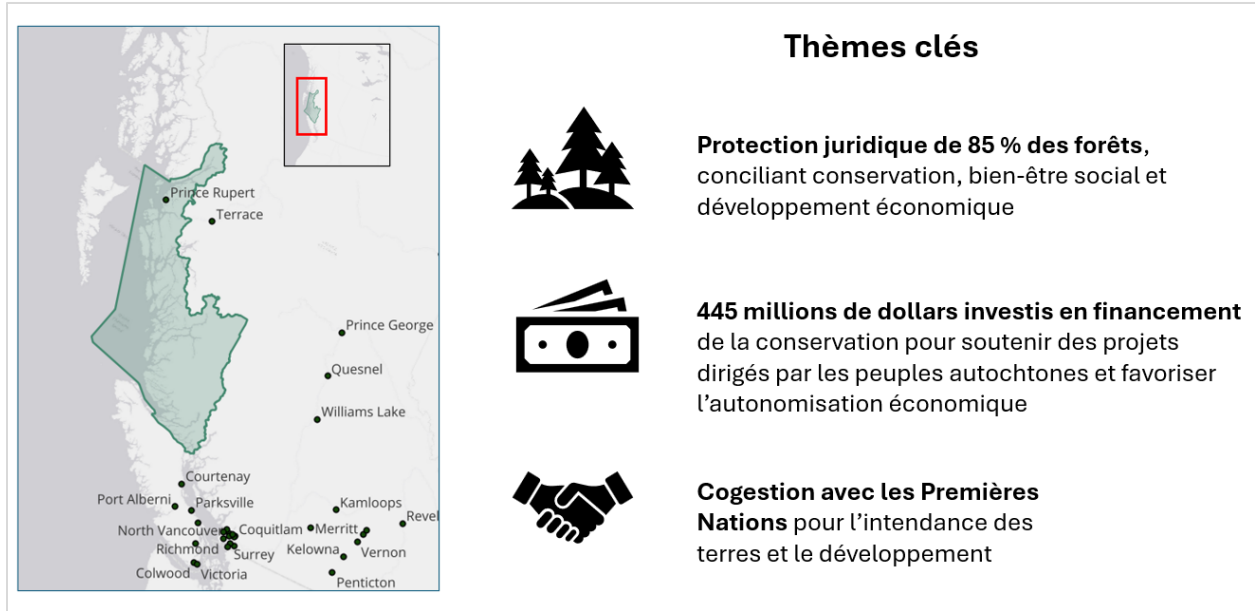 Prince Rupert
Terrace
Prince George
Quesnel
Williams Lake
Courtenay
Port Alberni
Parksville
Kamloops
North Vancouver
Coquitlam
Merritt
Revel
Richmond
Surrey
Kelowna
Vernon
Colwood
Victoria
Penticton
Thèmes clés
Protection juridique de 85 % des forêts,
conciliant conservation, bien-être social et
développement économique
445 millions de dollars investis en financement
de la conservation pour soutenir des projets
dirigés par les peuples autochtones et favoriser
l’autonomisation économique
Cogestion avec les Premières
Nations pour l’intendance des
terres et le développement